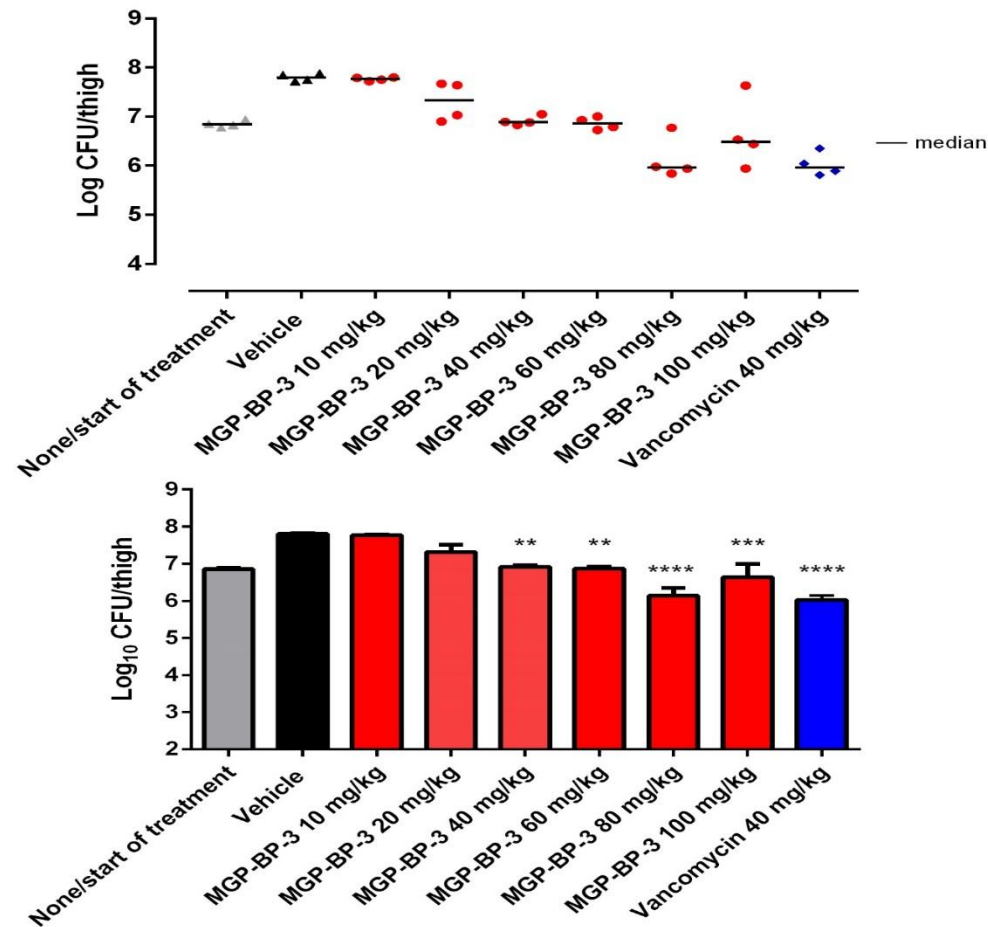 Log CFU/thigh
9
8
7
6
5
4
median
None/start of treatment
Vehicle
MGP-BP-3 10 mg/kg
MGP-BP-3 20 mg/kg
MGP-BP-3 40 mg/kg
MGP-BP-3 60 mg/kg
MGP-BP-3 80 mg/kg
MGP-BP-3 100 mg/kg
Vancomycin 40 mg/kg
Log₁₀ CFU/thigh
9
8
7
6
5
4
3
2
**
**
****
***
****
None/start of treatment
Vehicle
MGP-BP-3 10 mg/kg
MGP-BP-3 20 mg/kg
MGP-BP-3 40 mg/kg
MGP-BP-3 60 mg/kg
MGP-BP-3 80 mg/kg
MGP-BP-3 100 mg/kg
Vancomycin 40 mg/kg